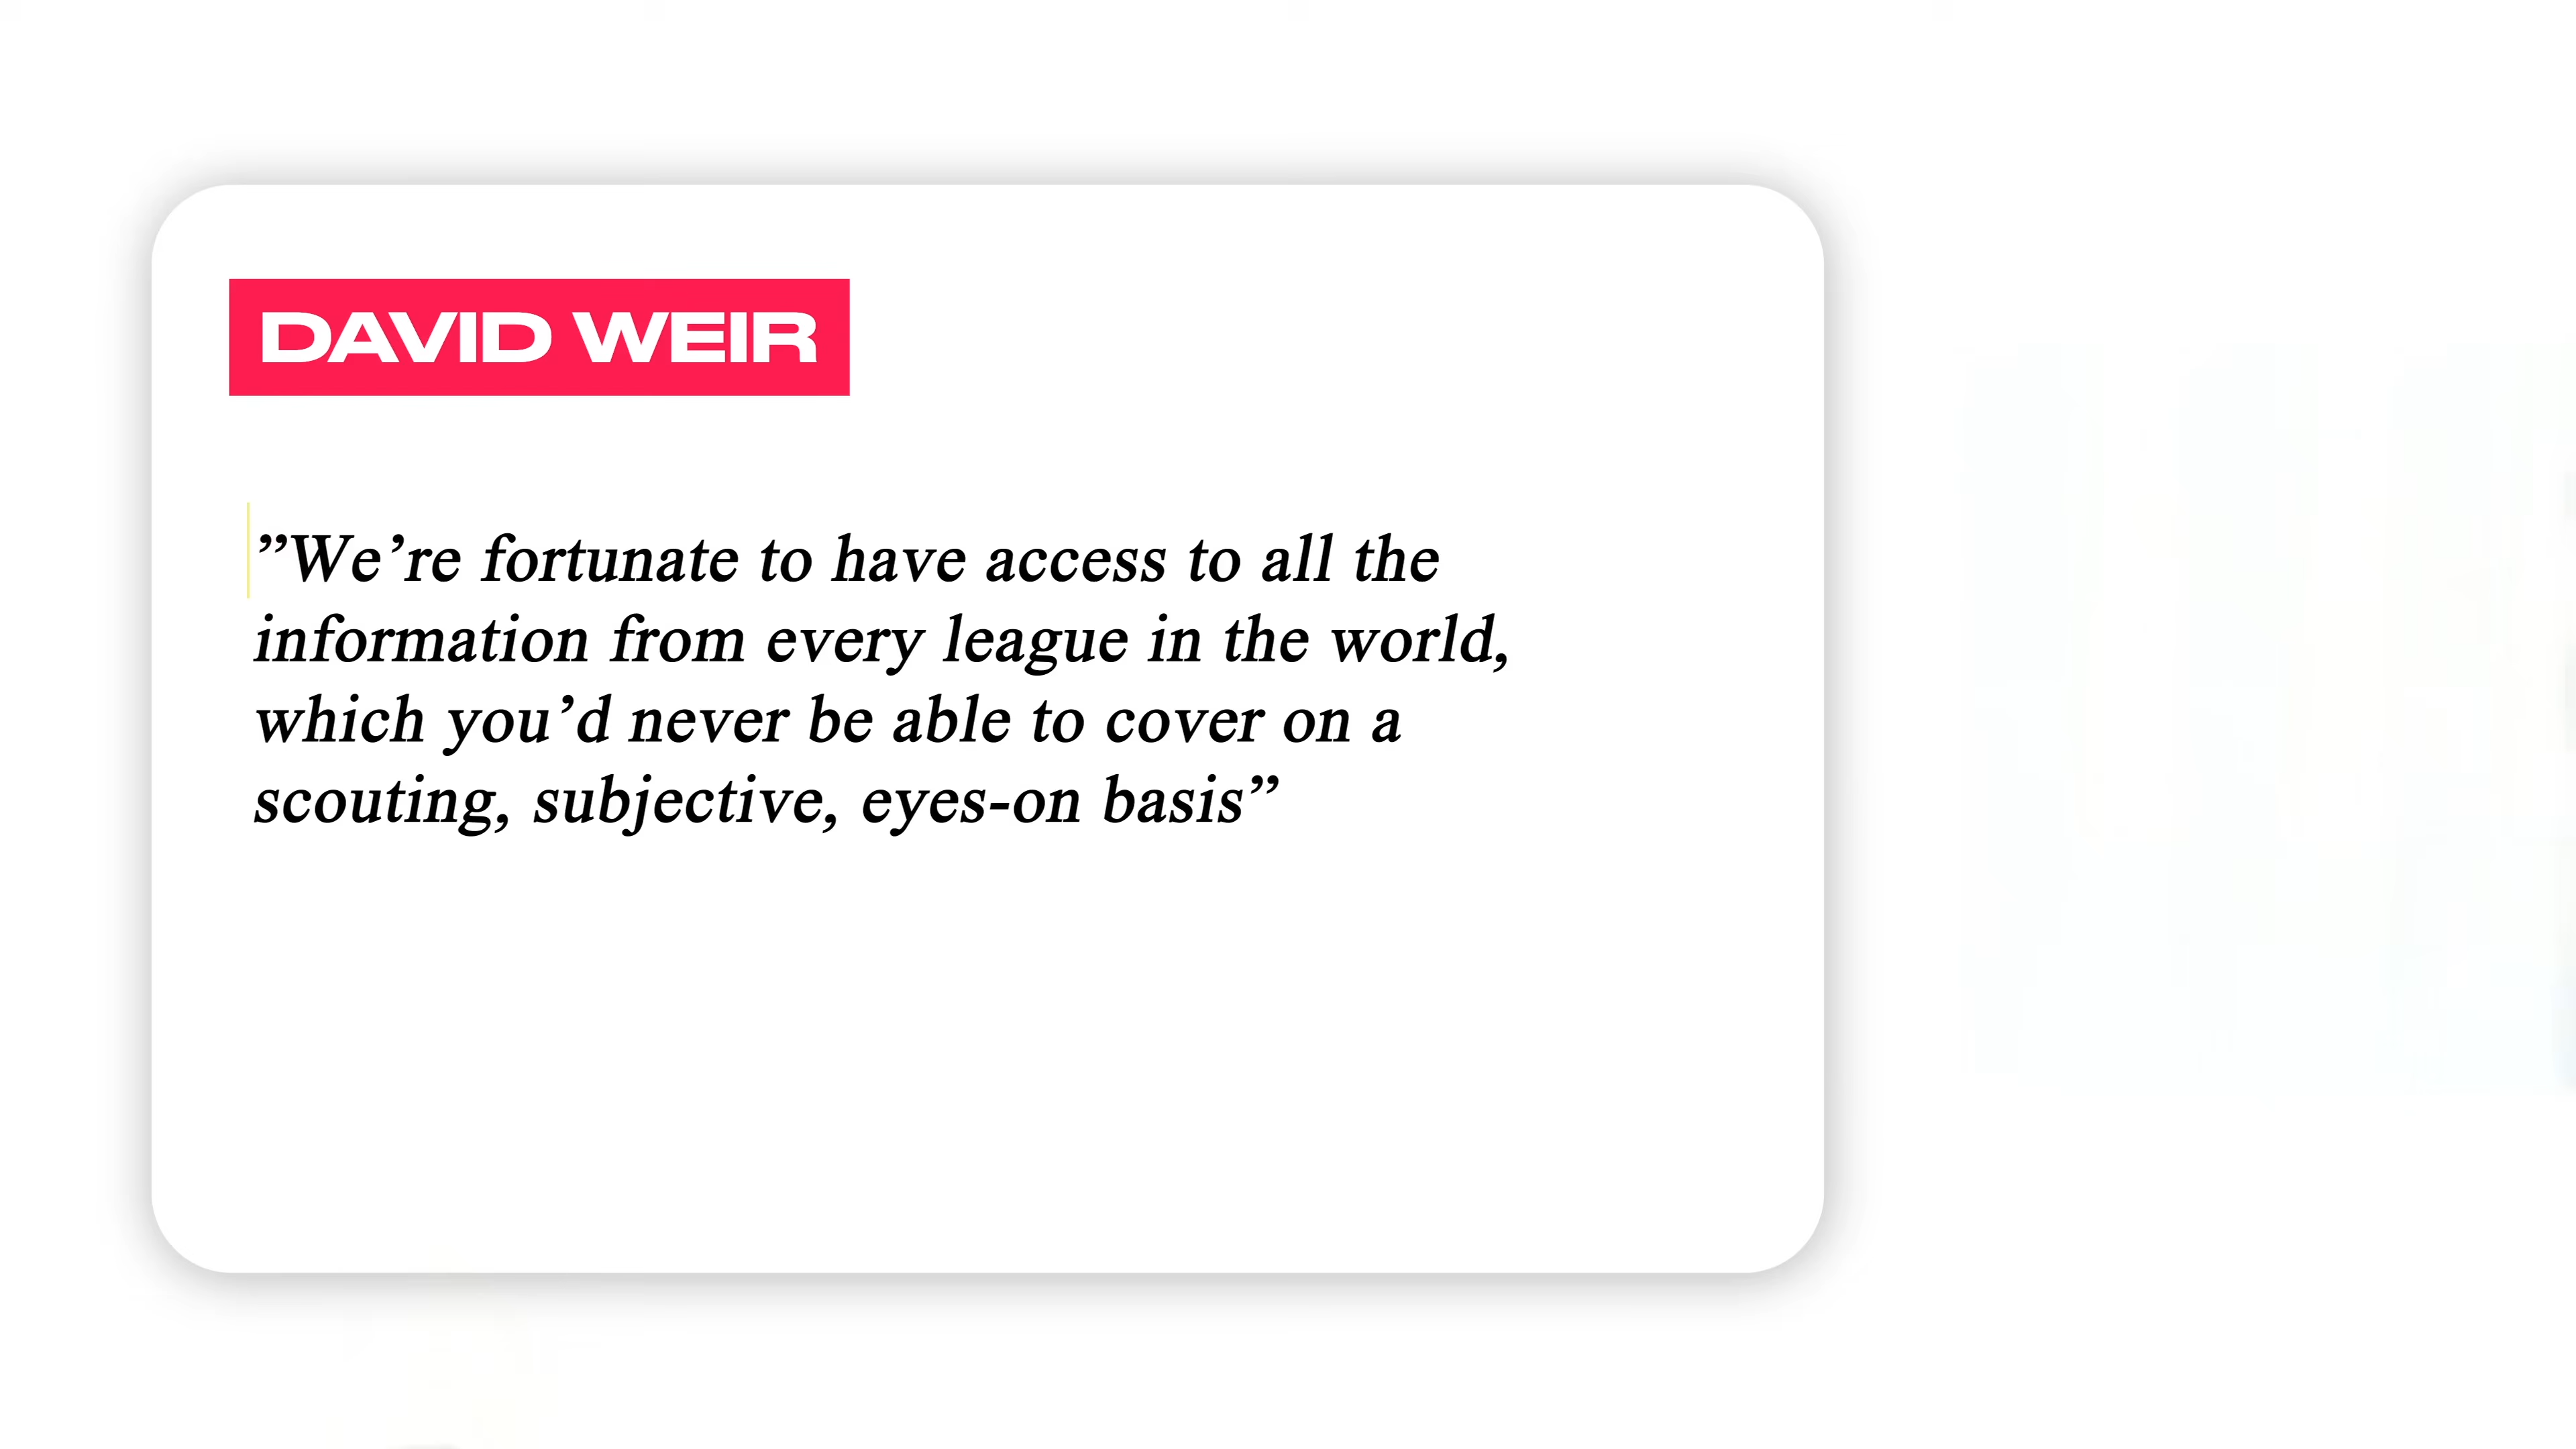 DAVID WEIR
”We’re fortunate to have access to all the
information from every league in the world,
which you’d never be able to cover on a
scouting, subjective, eyes-on basis”